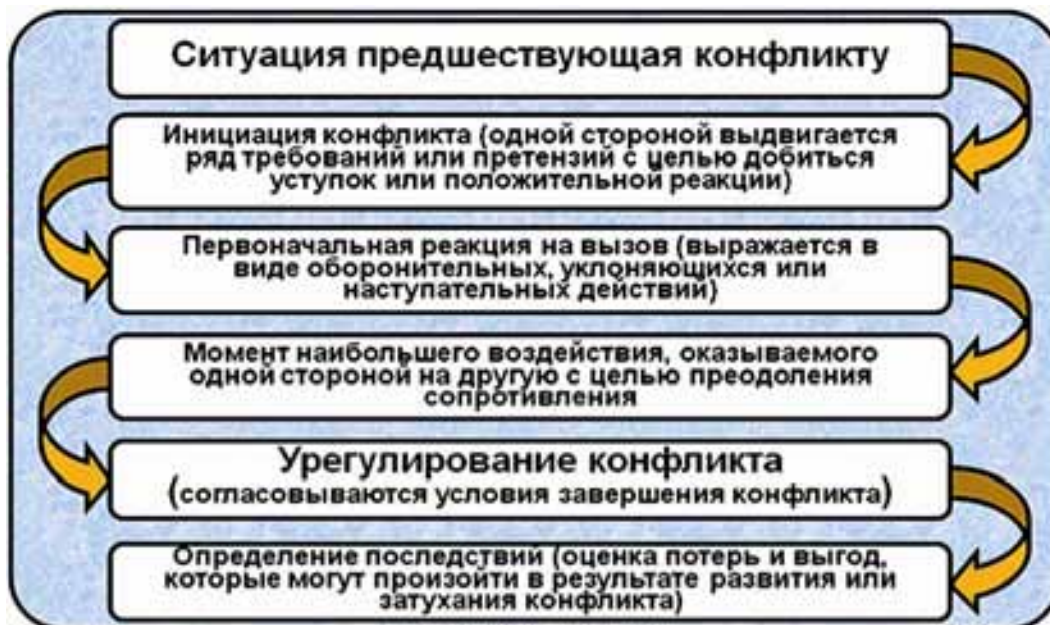 Ситуация предшествующая конфликту
Инициация конфликта (одной стороной выдвигается
ряд требований или претензий с целью добиться
уступок или положительной реакции)
Первоначальная реакция на вызов (выражается в
виде оборонительных, уклоняющихся или
наступательных действий)
Момент наибольшего воздействия, оказываемого
одной стороной на другую с целью преодоления
сопротивления
Урегулирование конфликта
(согласовываются условия завершения конфликта)
Определение последствий (оценка потерь и выгод,
которые могут произойти в результате развития или
затухания конфликта)